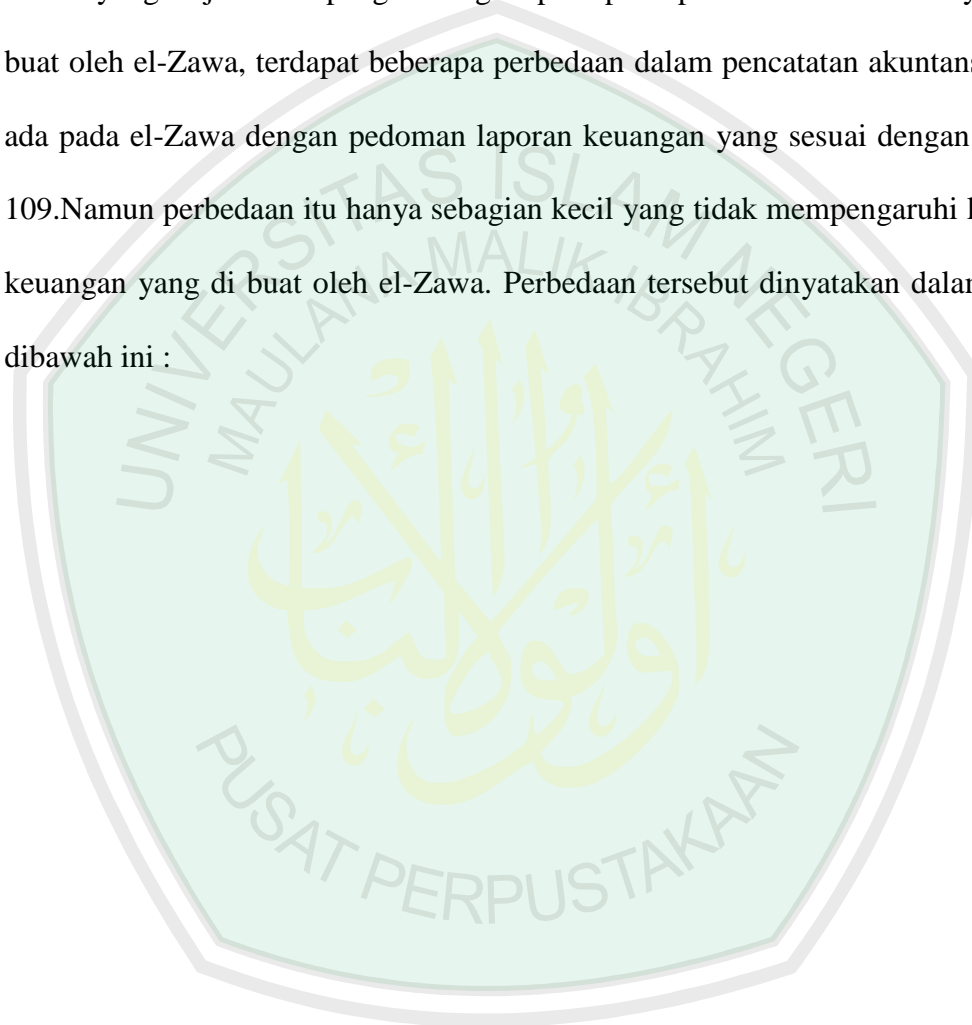 buat oleh el-Zawa, terdapat beberapa perbedaan dalam pencatatan
ada pada el-Zawa dengan pedoman laporan keuangan yang sesuai dengan
109.Namun perbedaan itu hanya sebagian kecil yang tidak mempengaruhi
keuangan yang di buat oleh el-Zawa. Perbedaan tersebut dinyatakan
dibawah ini :
UNIVERSITAS ISLAM NEGERI
MAULANA MALIK IBRAHIM
أولوا الألباب
PUSAT PERPUSTAKAAN